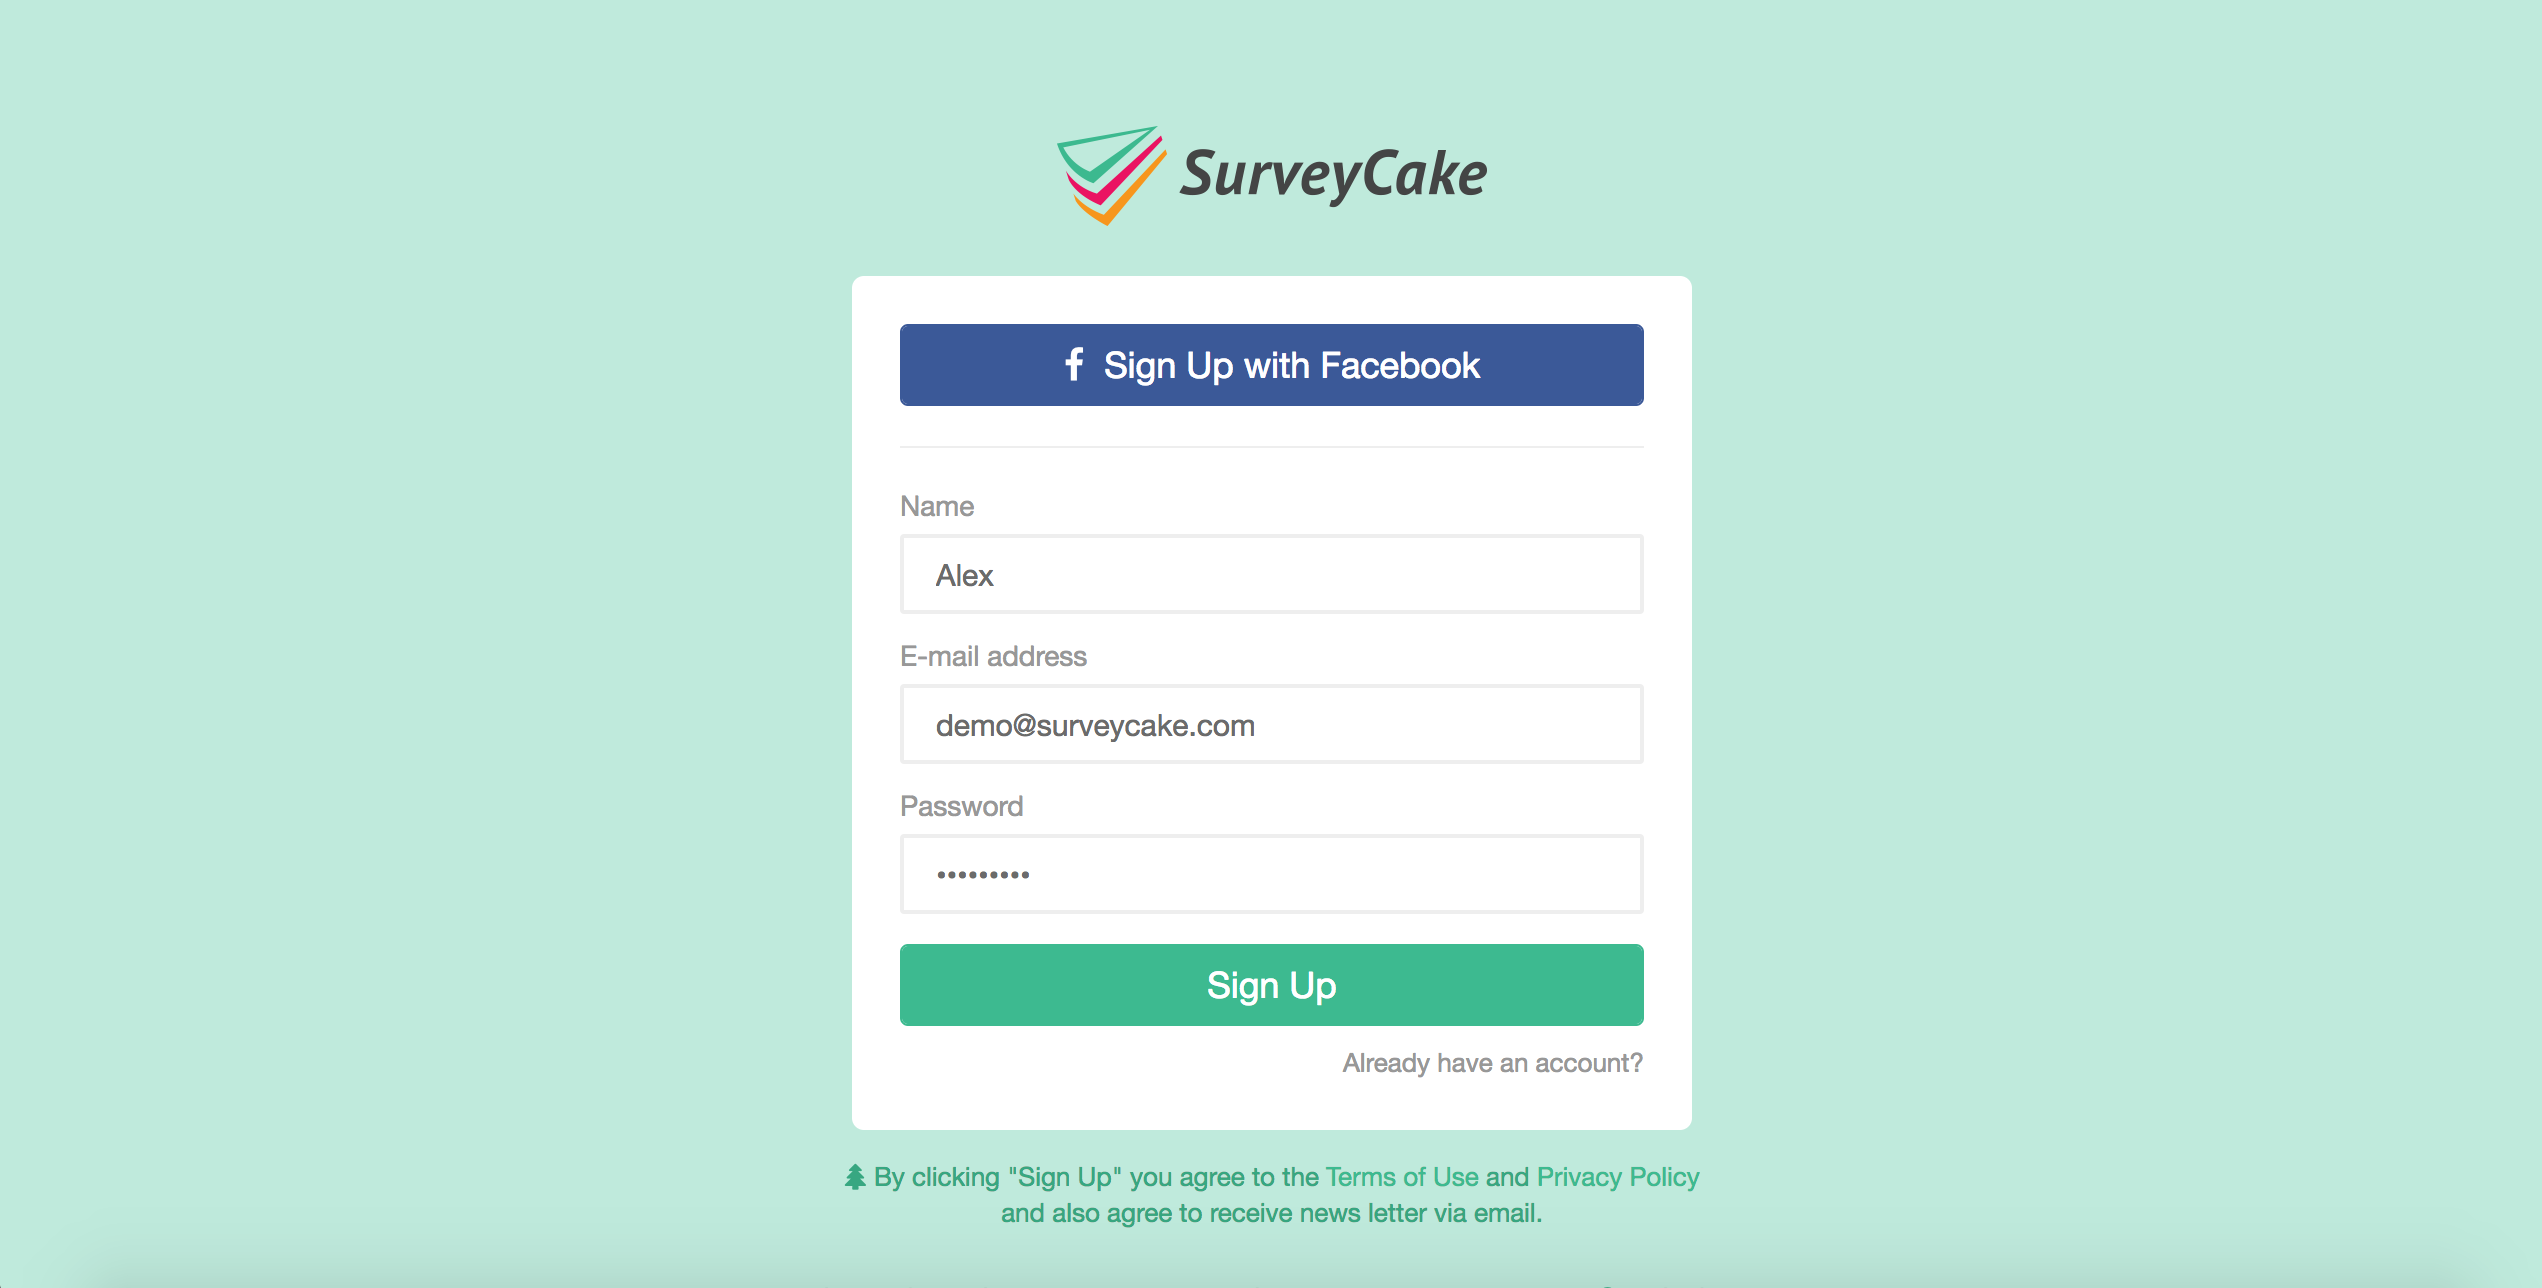 SurveyCake
Sign Up with Facebook
Name
Alex
E-mail address
demo@surveycake.com
Password
•••••••••
Sign Up
Already have an account?
By clicking "Sign Up" you agree to the Terms of Use and Privacy Policy
and also agree to receive news letter via email.